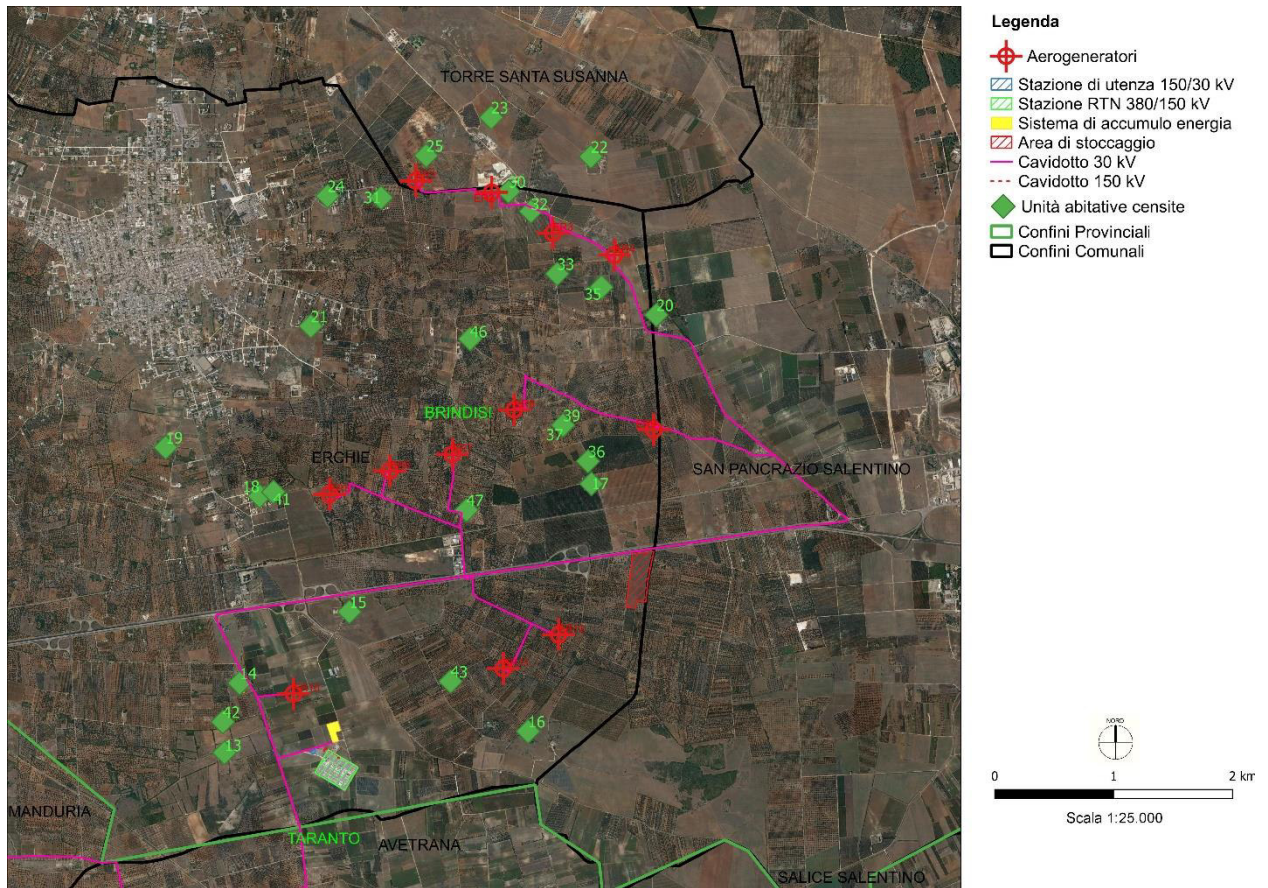 TORRE SANTA SUSANNA
23
25
22
24
31
30
32
33
35
20
21
46
BRINDISI
39
37
19
ERCHIE
36
SAN PANCRAZIO SALENTINO
17
18
41
47
15
14
43
42
16
13
MANDURIA
TARANTO
AVETRANA
SALICE SALENTINO
Legenda
Aerogeneratori
Stazione di utenza 150/30 kV
Stazione RTN 380/150 kV
Sistema di accumulo energia
Area di stoccaggio
Cavidotto 30 kV
Cavidotto 150 kV
Unità abitative censite
Confini Provinciali
Confini Comunali
NORD
0 1 2 km
Scala 1:25.000